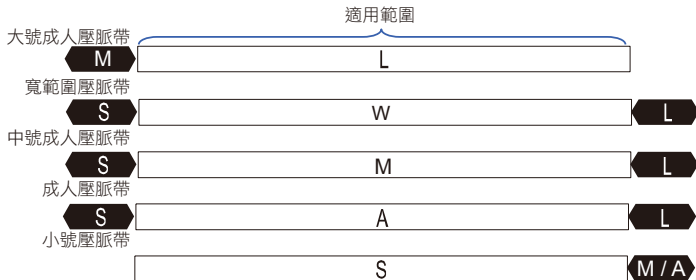 適用範圍
大號成人壓脈帶
M L
寬範圍壓脈帶
S W L
中號成人壓脈帶
S M L
成人壓脈帶
S A L
小號壓脈帶
S M / A